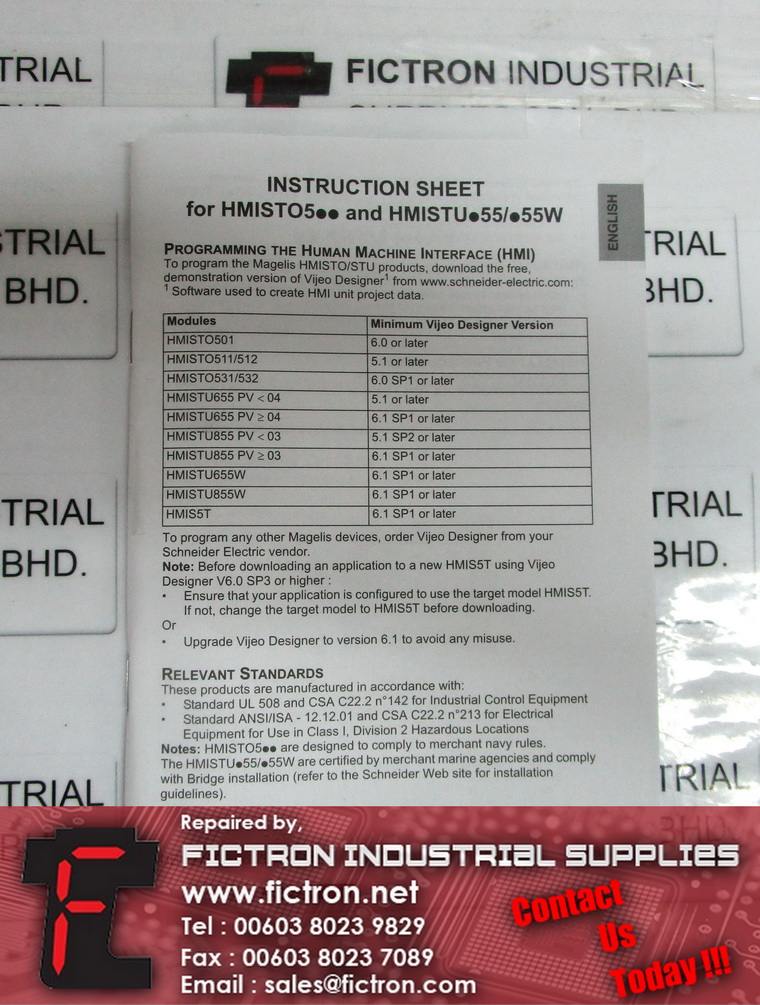 TRIAL
FICTRON INDUSTRIAL
INSTRUCTION SHEET
for HMISTO5●● and HMISTU●55/●55W
ENGLISH
STRIAL
BHD.
TRIAL
BHD.
PROGRAMMING THE HUMAN MACHINE INTERFACE (HMI)
To program the Magelis HMISTO/STU products, download the free,
demonstration version of Vijeo Designer¹ from www.schneider-electric.com:
¹ Software used to create HMI unit project data.
Modules Minimum Vijeo Designer Version
HMISTO501 6.0 or later
HMISTO511/512 5.1 or later
HMISTO531/532 6.0 SP1 or later
HMISTU655 PV < 04 5.1 or later
HMISTU655 PV ≥ 04 6.1 SP1 or later
HMISTU855 PV < 03 5.1 SP2 or later
HMISTU855 PV ≥ 03 6.1 SP1 or later
HMISTU655W 6.1 SP1 or later
HMISTU855W 6.1 SP1 or later
HMIS5T 6.1 SP1 or later
TRIAL
BHD.
TRIAL
BHD.
To program any other Magelis devices, order Vijeo Designer from your
Schneider Electric vendor.
Note: Before downloading an application to a new HMIS5T using Vijeo
Designer V6.0 SP3 or higher :
• Ensure that your application is configured to use the target model HMIS5T.
If not, change the target model to HMIS5T before downloading.
Or
• Upgrade Vijeo Designer to version 6.1 to avoid any misuse.
RELEVANT STANDARDS
These products are manufactured in accordance with:
• Standard UL 508 and CSA C22.2 n°142 for Industrial Control Equipment
• Standard ANSI/ISA - 12.12.01 and CSA C22.2 n°213 for Electrical
Equipment for Use in Class I, Division 2 Hazardous Locations
Notes: HMISTO5●● are designed to comply to merchant navy rules.
The HMISTU●55/●55W are certified by merchant marine agencies and comply
with Bridge installation (refer to the Schneider Web site for installation
guidelines).
TRIAL
TRIAL
Repaired by,
FICTRON INDUSTRIAL SUPPLIES
www.fictron.net
Tel : 00603 8023 9829
Fax : 00603 8023 7089
Email : sales@fictron.com
Contact
Us
Today !!!